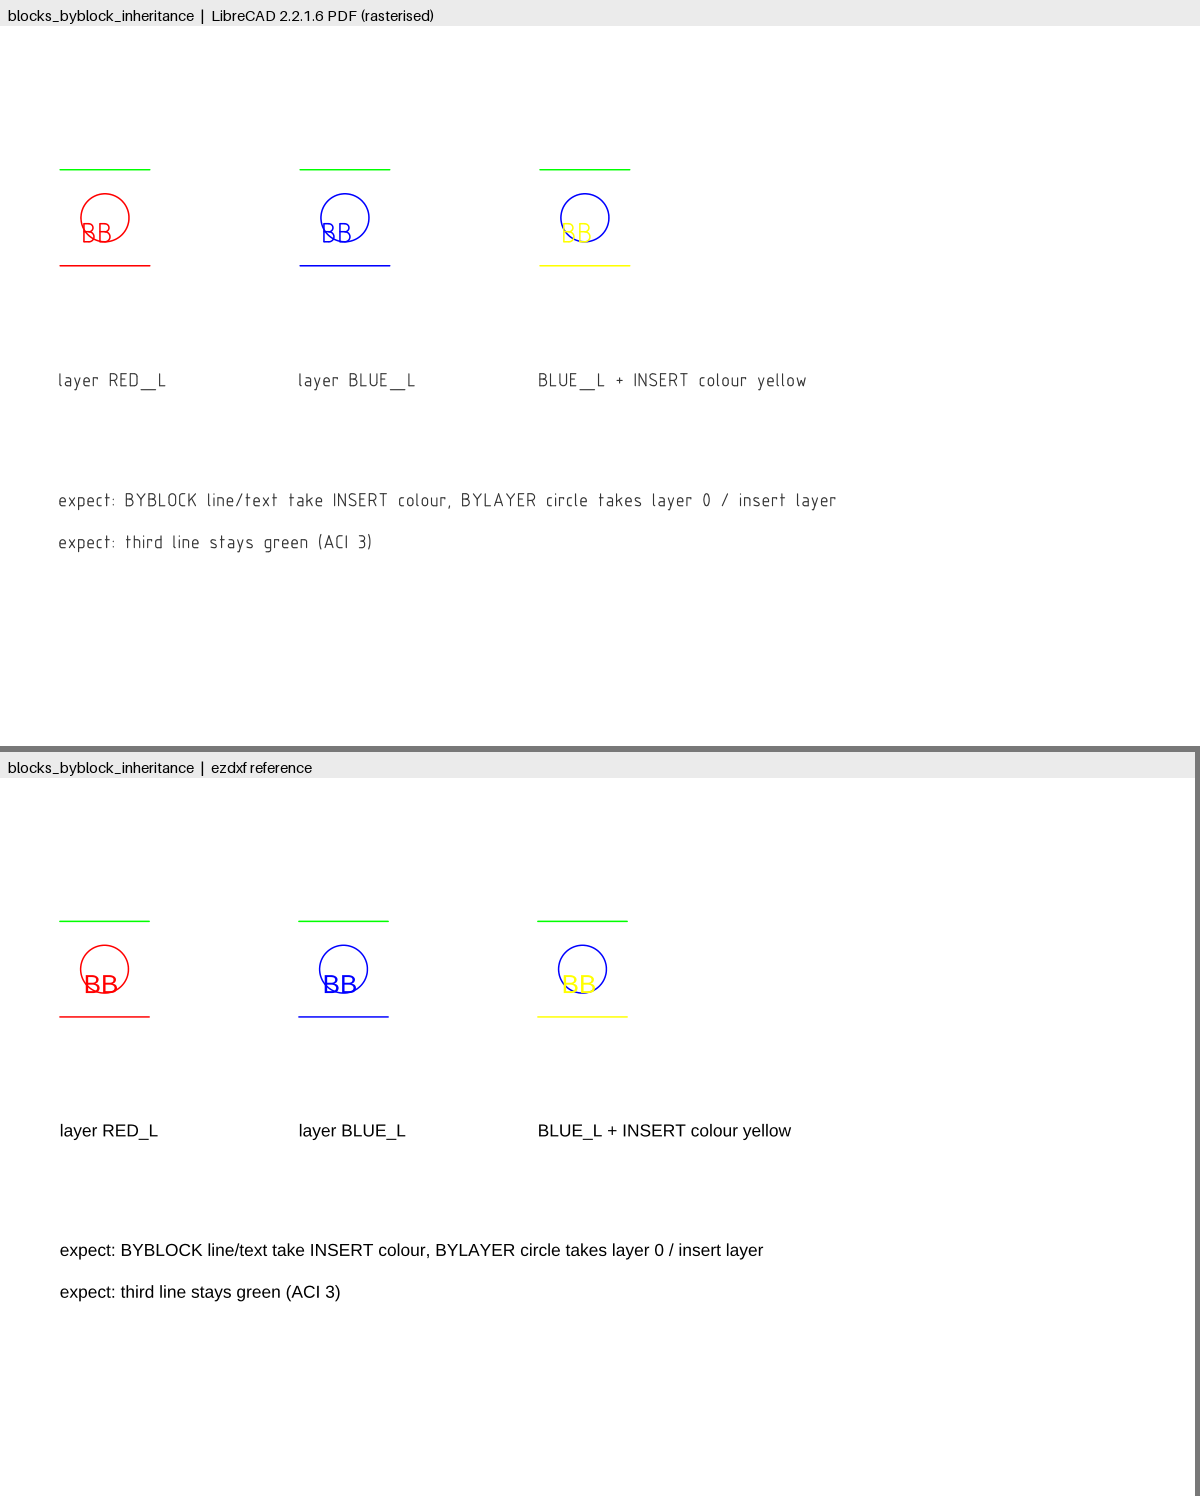 blocks_byblock_inheritance | LibreCAD 2.2.1.6 PDF (rasterised)
BB BB BB
layer RED_L layer BLUE_L BLUE_L + INSERT colour yellow
expect: BYBLOCK line/text take INSERT colour, BYLAYER circle takes layer 0 / insert layer
expect: third line stays green (ACI 3)
blocks_byblock_inheritance | ezdxf reference
BB BB BB
layer RED_L layer BLUE_L BLUE_L + INSERT colour yellow
expect: BYBLOCK line/text take INSERT colour, BYLAYER circle takes layer 0 / insert layer
expect: third line stays green (ACI 3)